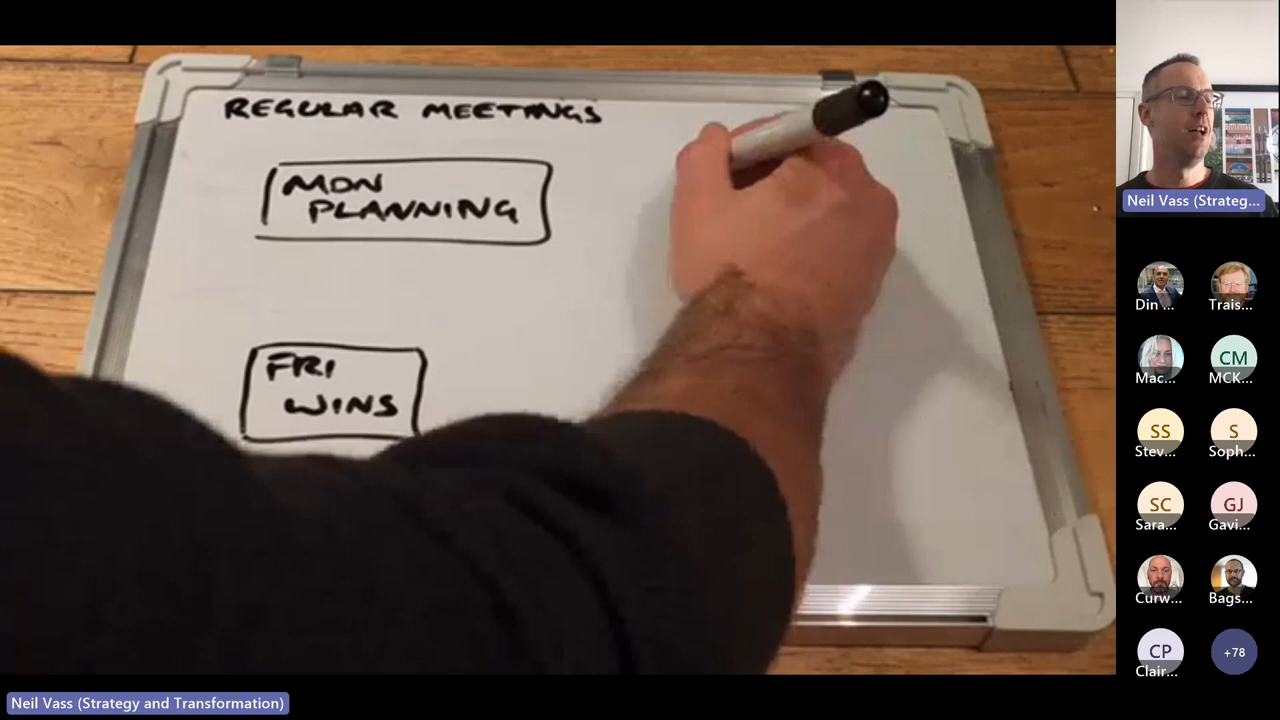 REGULAR MEETINGS
MON
PLANNING
FRI
WINS
Neil Vass (Strateg...
Din ...
Trais...
Mac...
CM
MCK...
SS
Stev...
S
Soph...
SC
Sara...
GJ
Gavi...
Curw...
Bags...
CP
Clair...
+78
Neil Vass (Strategy and Transformation)